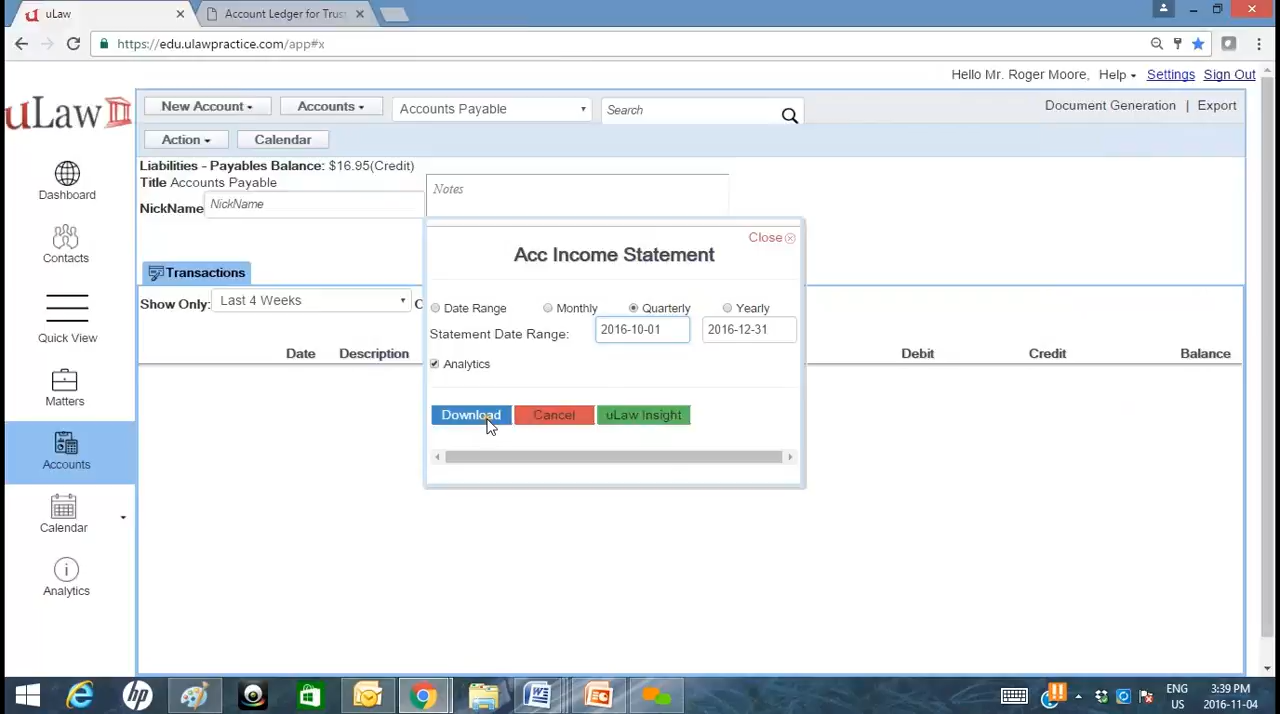 uLaw
Account Ledger for Trust
https://edu.ulawpractice.com/app#x
Hello Mr. Roger Moore, Help Settings Sign Out
uLaw
New Account Accounts Accounts Payable Search Document Generation | Export
Action Calendar
Liabilities - Payables Balance: $16.95(Credit)
Title Accounts Payable
NickName NickName
Notes
Dashboard
Contacts
Quick View
Matters
Accounts
Calendar
Analytics
Transactions
Show Only: Last 4 Weeks
Date Description Debit Credit Balance
Close
Acc Income Statement
Date Range Monthly Quarterly Yearly
Statement Date Range: 2016-10-01 2016-12-31
Analytics
Download Cancel uLaw Insight
ENG 3:39 PM
US 2016-11-04